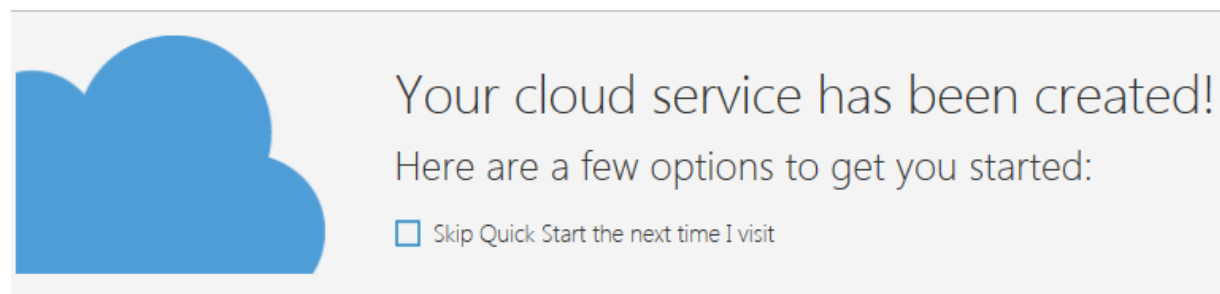 Your cloud service has been created!
Here are a few options to get you started:
Skip Quick Start the next time I visit